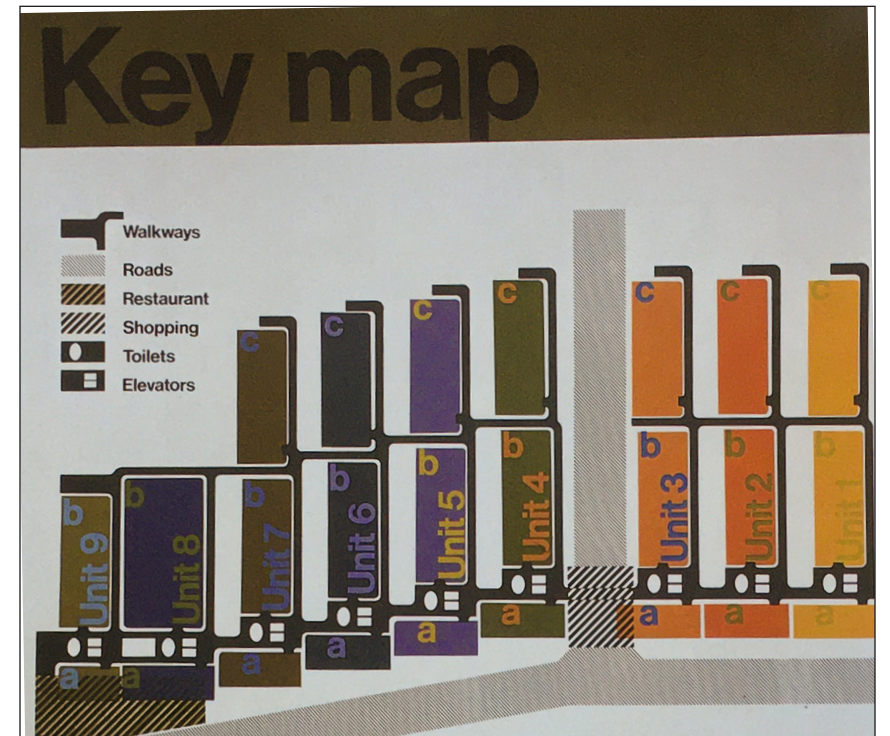 Key map
Walkways
Roads
Restaurant
Shopping
Toilets
Elevators
c
c
c
c
c
c
c
b
b
b
b
b
b
b
b
b
Unit 9
Unit 8
Unit 7
Unit 6
Unit 5
Unit 4
Unit 3
Unit 2
Unit 1
a
a
a
a
a
a
a
a
a